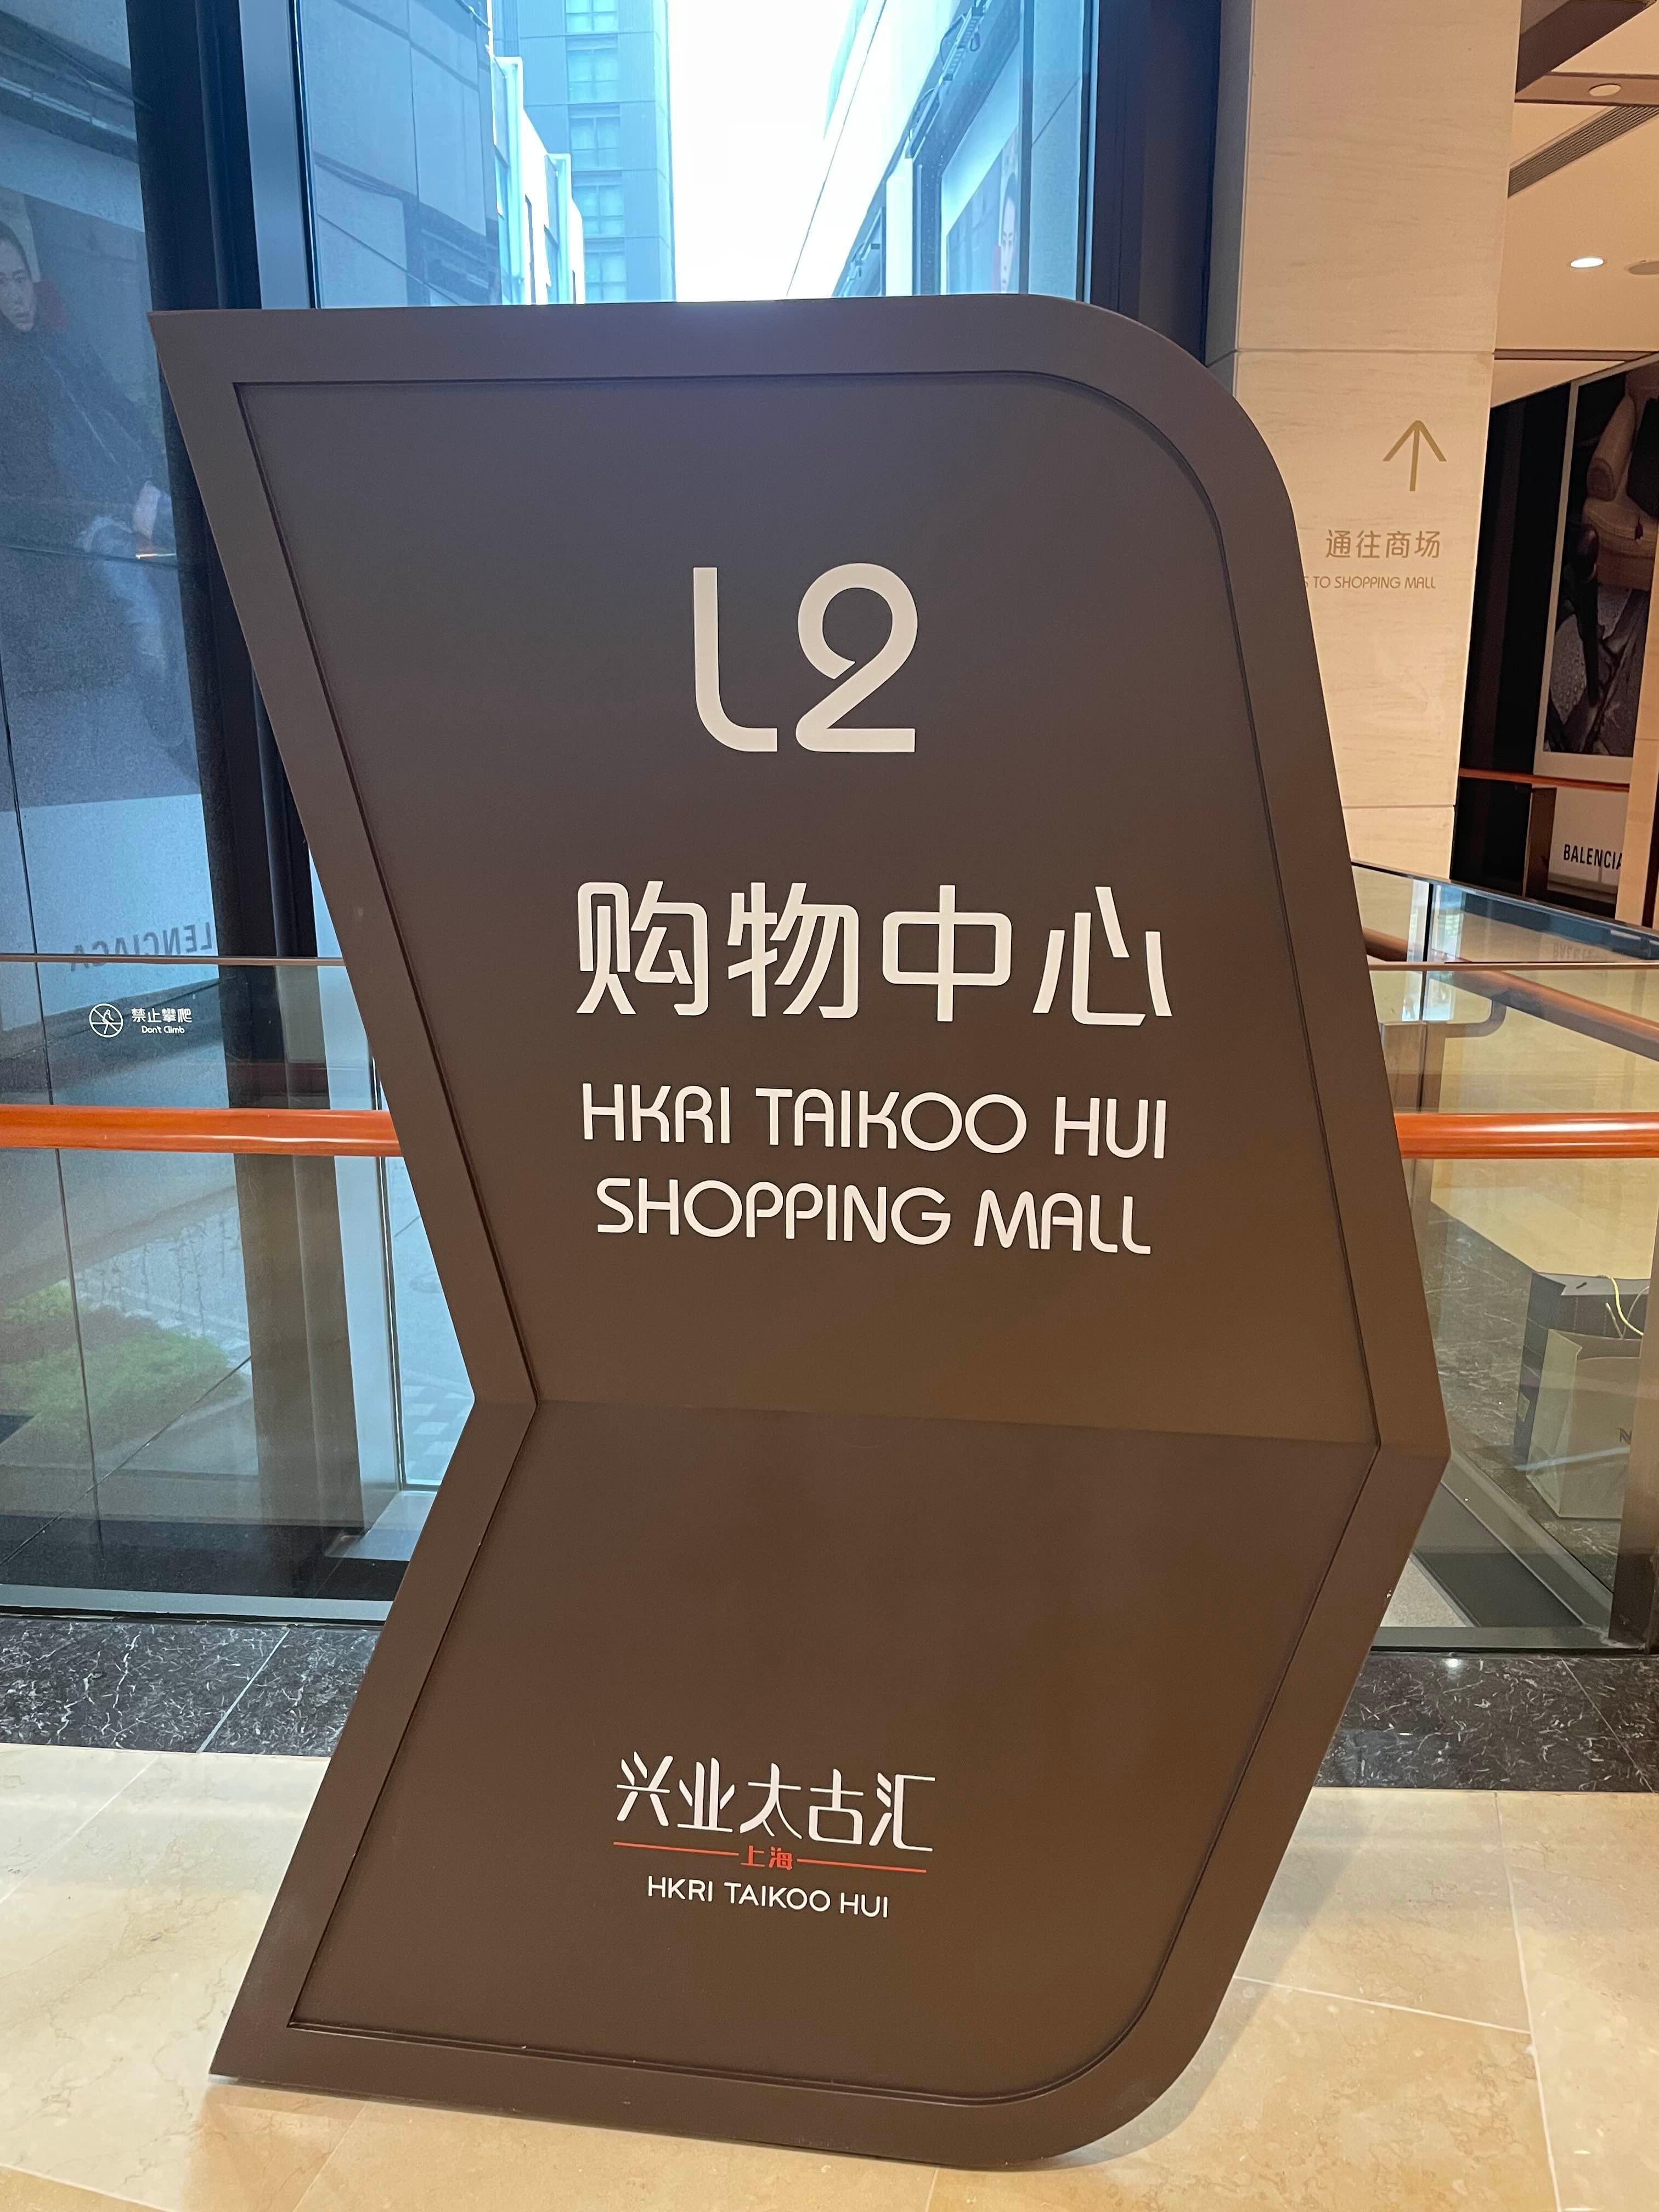 L2
购物中心
HKRI TAIKOO HUI
SHOPPING MALL
兴业太古汇
上海
HKRI TAIKOO HUI
通往商场
TO SHOPPING MALL
禁止攀爬
Don't Climb